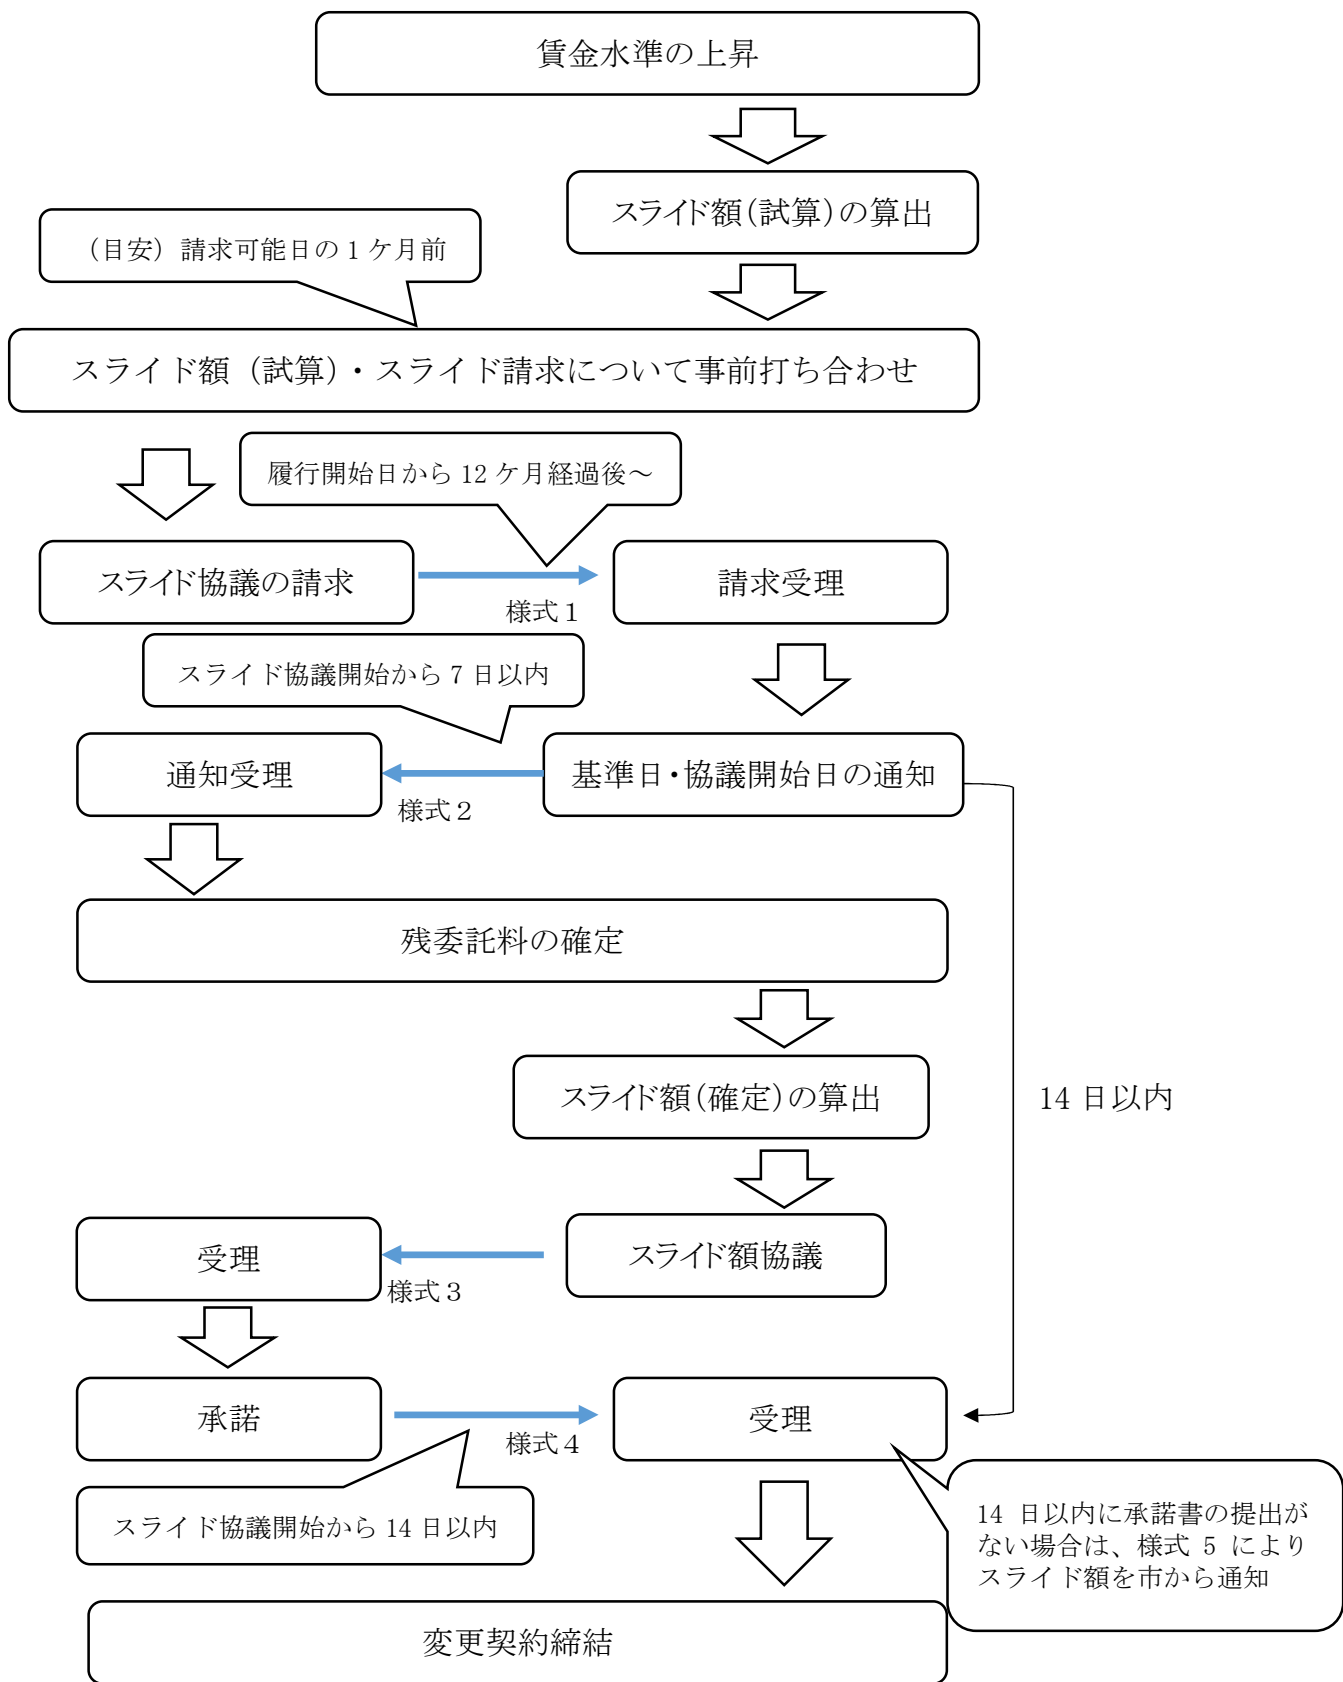 賃金水準の上昇
スライド額(試算)の算出
（目安）請求可能日の1ケ月前
スライド額（試算）・スライド請求について事前打ち合わせ
履行開始日から12ケ月経過後～
スライド協議の請求
様式１
請求受理
スライド協議開始から7日以内
通知受理
様式２
基準日・協議開始日の通知
残委託料の確定
スライド額(確定)の算出
14日以内
受理
様式３
スライド額協議
承諾
様式４
受理
スライド協議開始から14日以内
14 日以内に承諾書の提出が
ない場合は、様式 5 により
スライド額を市から通知
変更契約締結